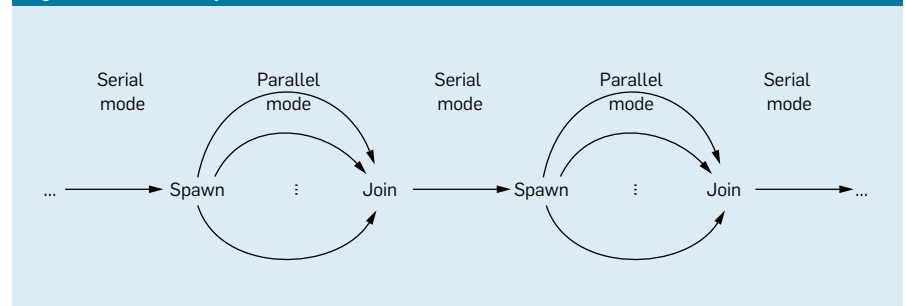 Serial mode
Parallel mode
Serial mode
Parallel mode
Serial mode
... Spawn ⋮ Join Spawn ⋮ Join ...